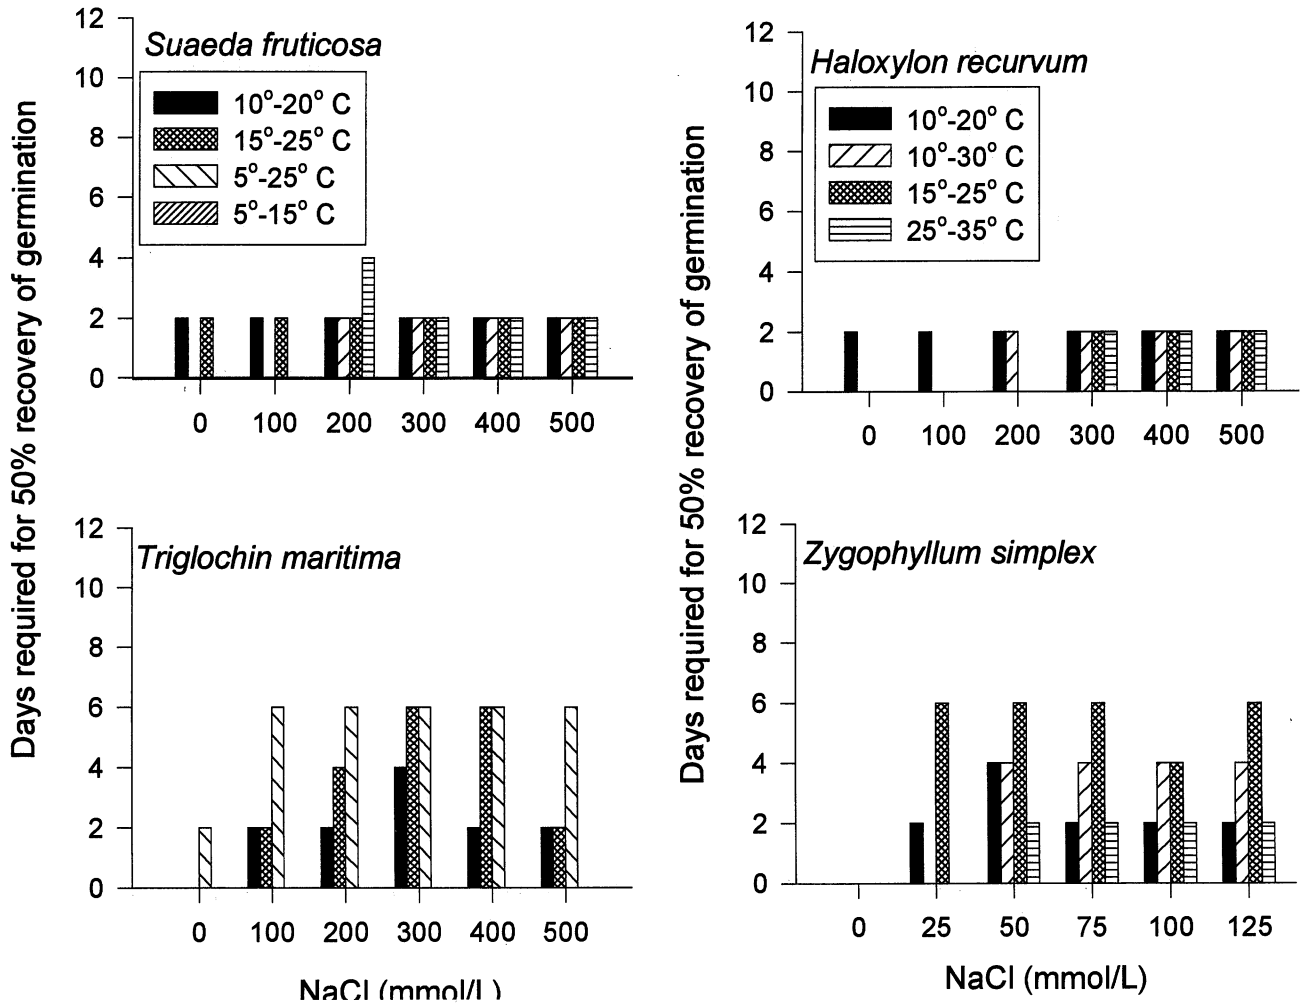 Days required for 50% recovery of germination
Suaeda fruticosa
10°-20° C
15°-25° C
5°-25° C
5°-15° C
12
10
8
6
4
2
0
0 100 200 300 400 500
Days required for 50% recovery of germination
Haloxylon recurvum
10°-20° C
10°-30° C
15°-25° C
25°-35° C
12
10
8
6
4
2
0
0 100 200 300 400 500
Triglochin maritima
12
10
8
6
4
2
0
0 100 200 300 400 500
NaCl (mmol/L)
Zygophyllum simplex
12
10
8
6
4
2
0
0 25 50 75 100 125
NaCl (mmol/L)